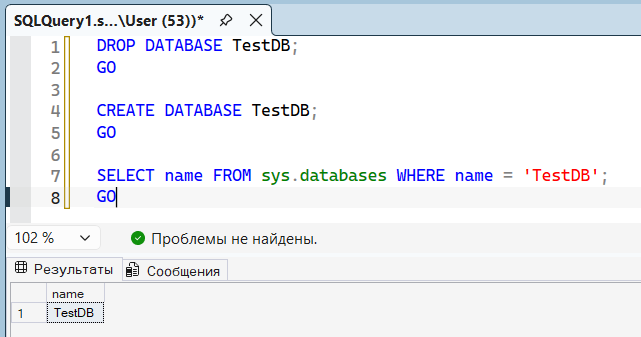 SQLQuery1.s...\User (53))*
1 DROP DATABASE TestDB;
2 GO
3
4 CREATE DATABASE TestDB;
5 GO
6
7 SELECT name FROM sys.databases WHERE name = 'TestDB';
8 GO
102 % Проблемы не найдены.
Результаты Сообщения
name
1 TestDB